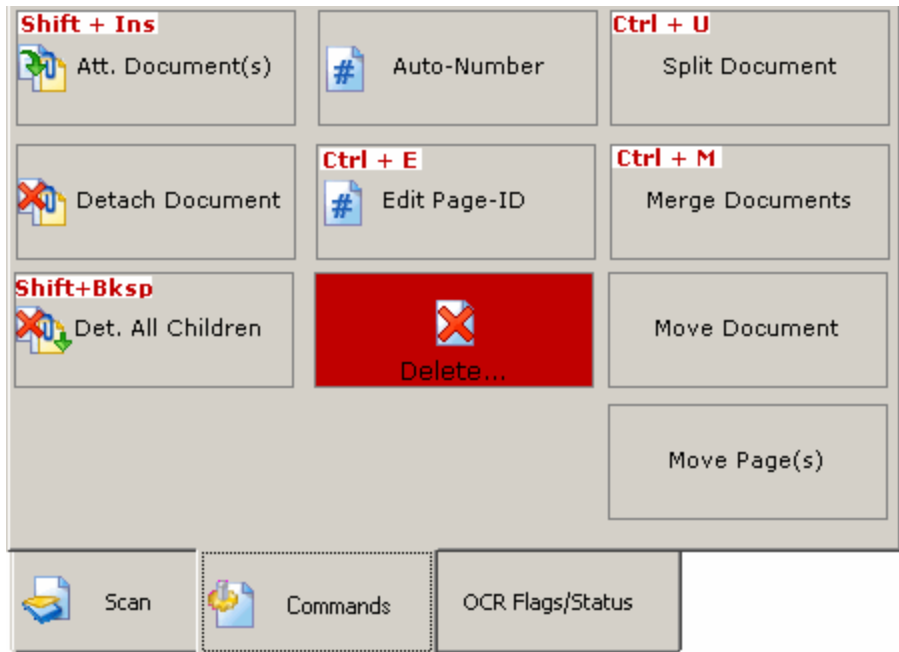 Shift + Ins
Att. Document(s)
# Auto-Number
Ctrl + U
Split Document
Detach Document
Ctrl + E
# Edit Page-ID
Ctrl + M
Merge Documents
Shift+Bksp
Det. All Children
Delete...
Move Document
Move Page(s)
Scan
Commands
OCR Flags/Status